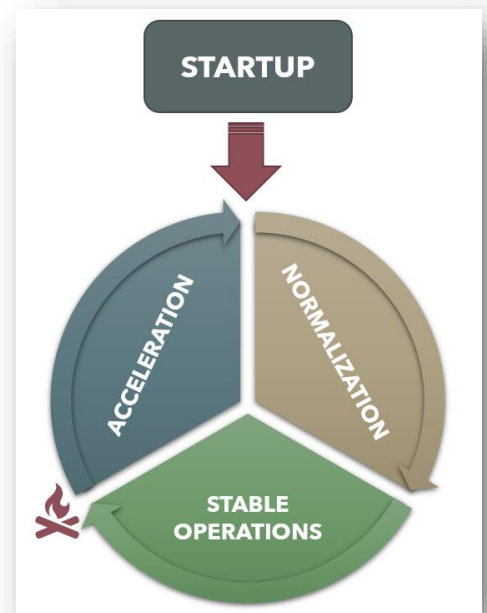 STARTUP
NORMALIZATION
STABLE
OPERATIONS
ACCELERATION